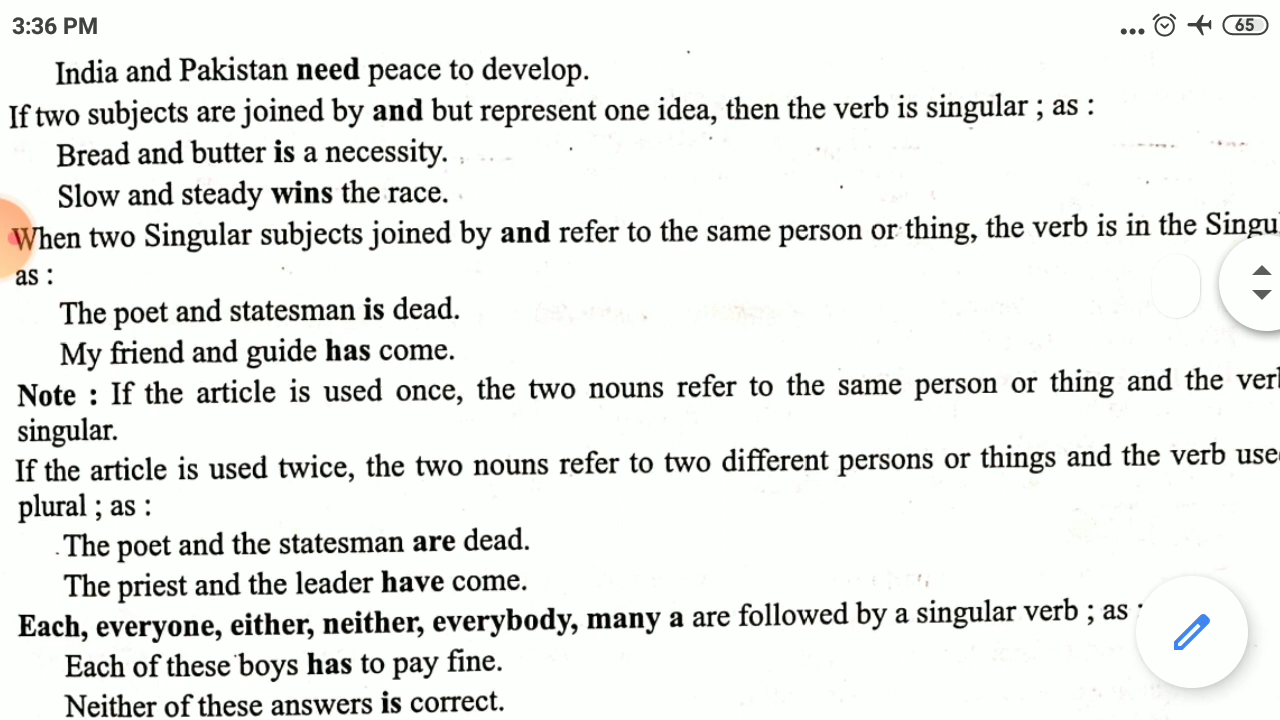 3:36 PM
65
India and Pakistan need peace to develop.
If two subjects are joined by and but represent one idea, then the verb is singular ; as :
Bread and butter is a necessity.
Slow and steady wins the race.
When two Singular subjects joined by and refer to the same person or thing, the verb is in the Singu
as :
The poet and statesman is dead.
My friend and guide has come.
Note : If the article is used once, the two nouns refer to the same person or thing and the ver
singular.
If the article is used twice, the two nouns refer to two different persons or things and the verb use
plural ; as :
The poet and the statesman are dead.
The priest and the leader have come.
Each, everyone, either, neither, everybody, many a are followed by a singular verb ; as :
Each of these boys has to pay fine.
Neither of these answers is correct.